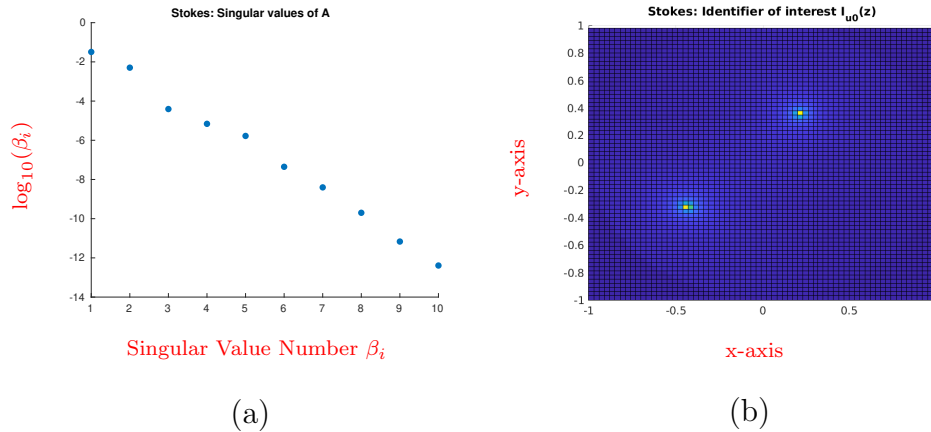 Stokes: Singular values of A
0
-2
-4
-6
-8
-10
-12
-14
1 2 3 4 5 6 7 8 9 10
log₁₀(βᵢ)
Singular Value Number βᵢ
(a)
Stokes: Identifier of interest I_{u0}(z)
1
0.8
0.6
0.4
0.2
0
-0.2
-0.4
-0.6
-0.8
-1
-1 -0.5 0 0.5
y-axis
x-axis
(b)